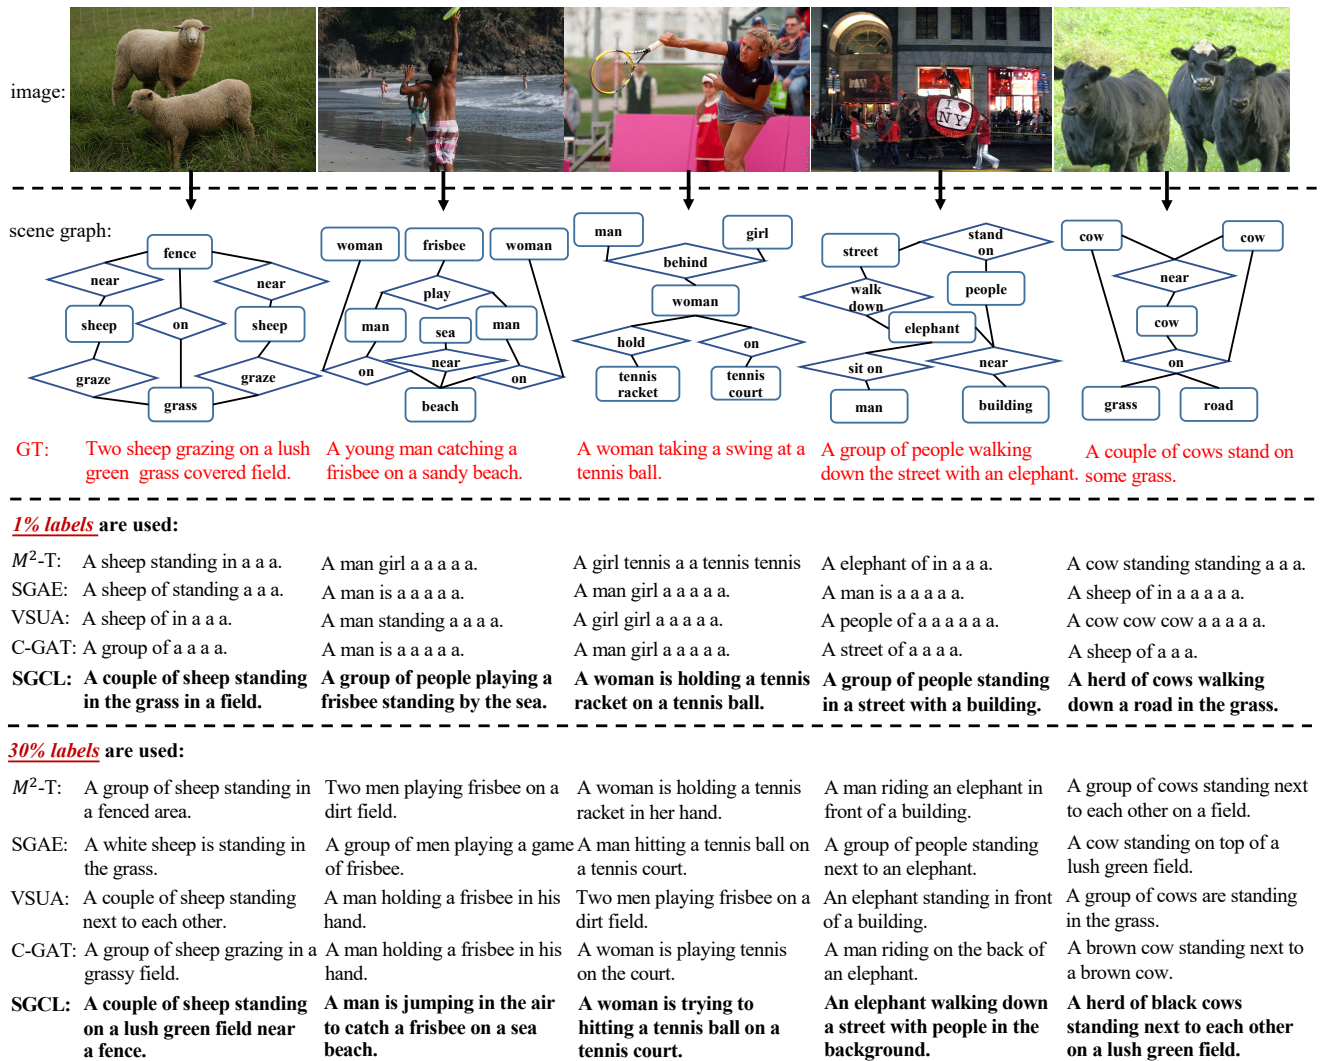 image:
I ♥
NY
scene graph:
fence
near
near
sheep
on
sheep
graze
graze
grass
woman
frisbee
woman
play
man
sea
man
on
near
on
beach
man
girl
behind
woman
hold
on
tennis
racket
tennis
court
stand
on
street
walk
down
people
elephant
sit on
near
man
building
cow
cow
near
cow
on
grass
road
GT:
Two sheep grazing on a lush
green grass covered field.
A young man catching a
frisbee on a sandy beach.
A woman taking a swing at a
tennis ball.
A group of people walking
down the street with an elephant.
A couple of cows stand on
some grass.
1% labels are used:
M²-T: A sheep standing in a a a. A man girl a a a a a. A girl tennis a a tennis tennis A elephant of in a a a. A cow standing standing a a a.
SGAE: A sheep of standing a a a. A man is a a a a a. A man girl a a a a a. A man is a a a a a. A sheep of in a a a a a.
VSUA: A sheep of in a a a. A man standing a a a a. A girl girl a a a a a. A people of a a a a a a. A cow cow cow a a a a a.
C-GAT: A group of a a a a. A man is a a a a a. A man girl a a a a a. A street of a a a a. A sheep of a a a.
SGCL: A couple of sheep standing
in the grass in a field.
A group of people playing a
frisbee standing by the sea.
A woman is holding a tennis
racket on a tennis ball.
A group of people standing
in a street with a building.
A herd of cows walking
down a road in the grass.
30% labels are used:
M²-T: A group of sheep standing in
a fenced area.
Two men playing frisbee on a
dirt field.
A woman is holding a tennis
racket in her hand.
A man riding an elephant in
front of a building.
A group of cows standing next
to each other on a field.
SGAE: A white sheep is standing in
the grass.
A group of men playing a game
of frisbee.
A man hitting a tennis ball on
a tennis court.
A group of people standing
next to an elephant.
A cow standing on top of a
lush green field.
VSUA: A couple of sheep standing
next to each other.
A man holding a frisbee in his
hand.
Two men playing frisbee on a
dirt field.
An elephant standing in front
of a building.
A group of cows are standing
in the grass.
C-GAT: A group of sheep grazing in a
grassy field.
A man holding a frisbee in his
hand.
A woman is playing tennis
on the court.
A man riding on the back of
an elephant.
A brown cow standing next to
a brown cow.
SGCL: A couple of sheep standing
on a lush green field near
a fence.
A man is jumping in the air
to catch a frisbee on a sea
beach.
A woman is trying to
hitting a tennis ball on a
tennis court.
An elephant walking down
a street with people in the
background.
A herd of black cows
standing next to each other
on a lush green field.